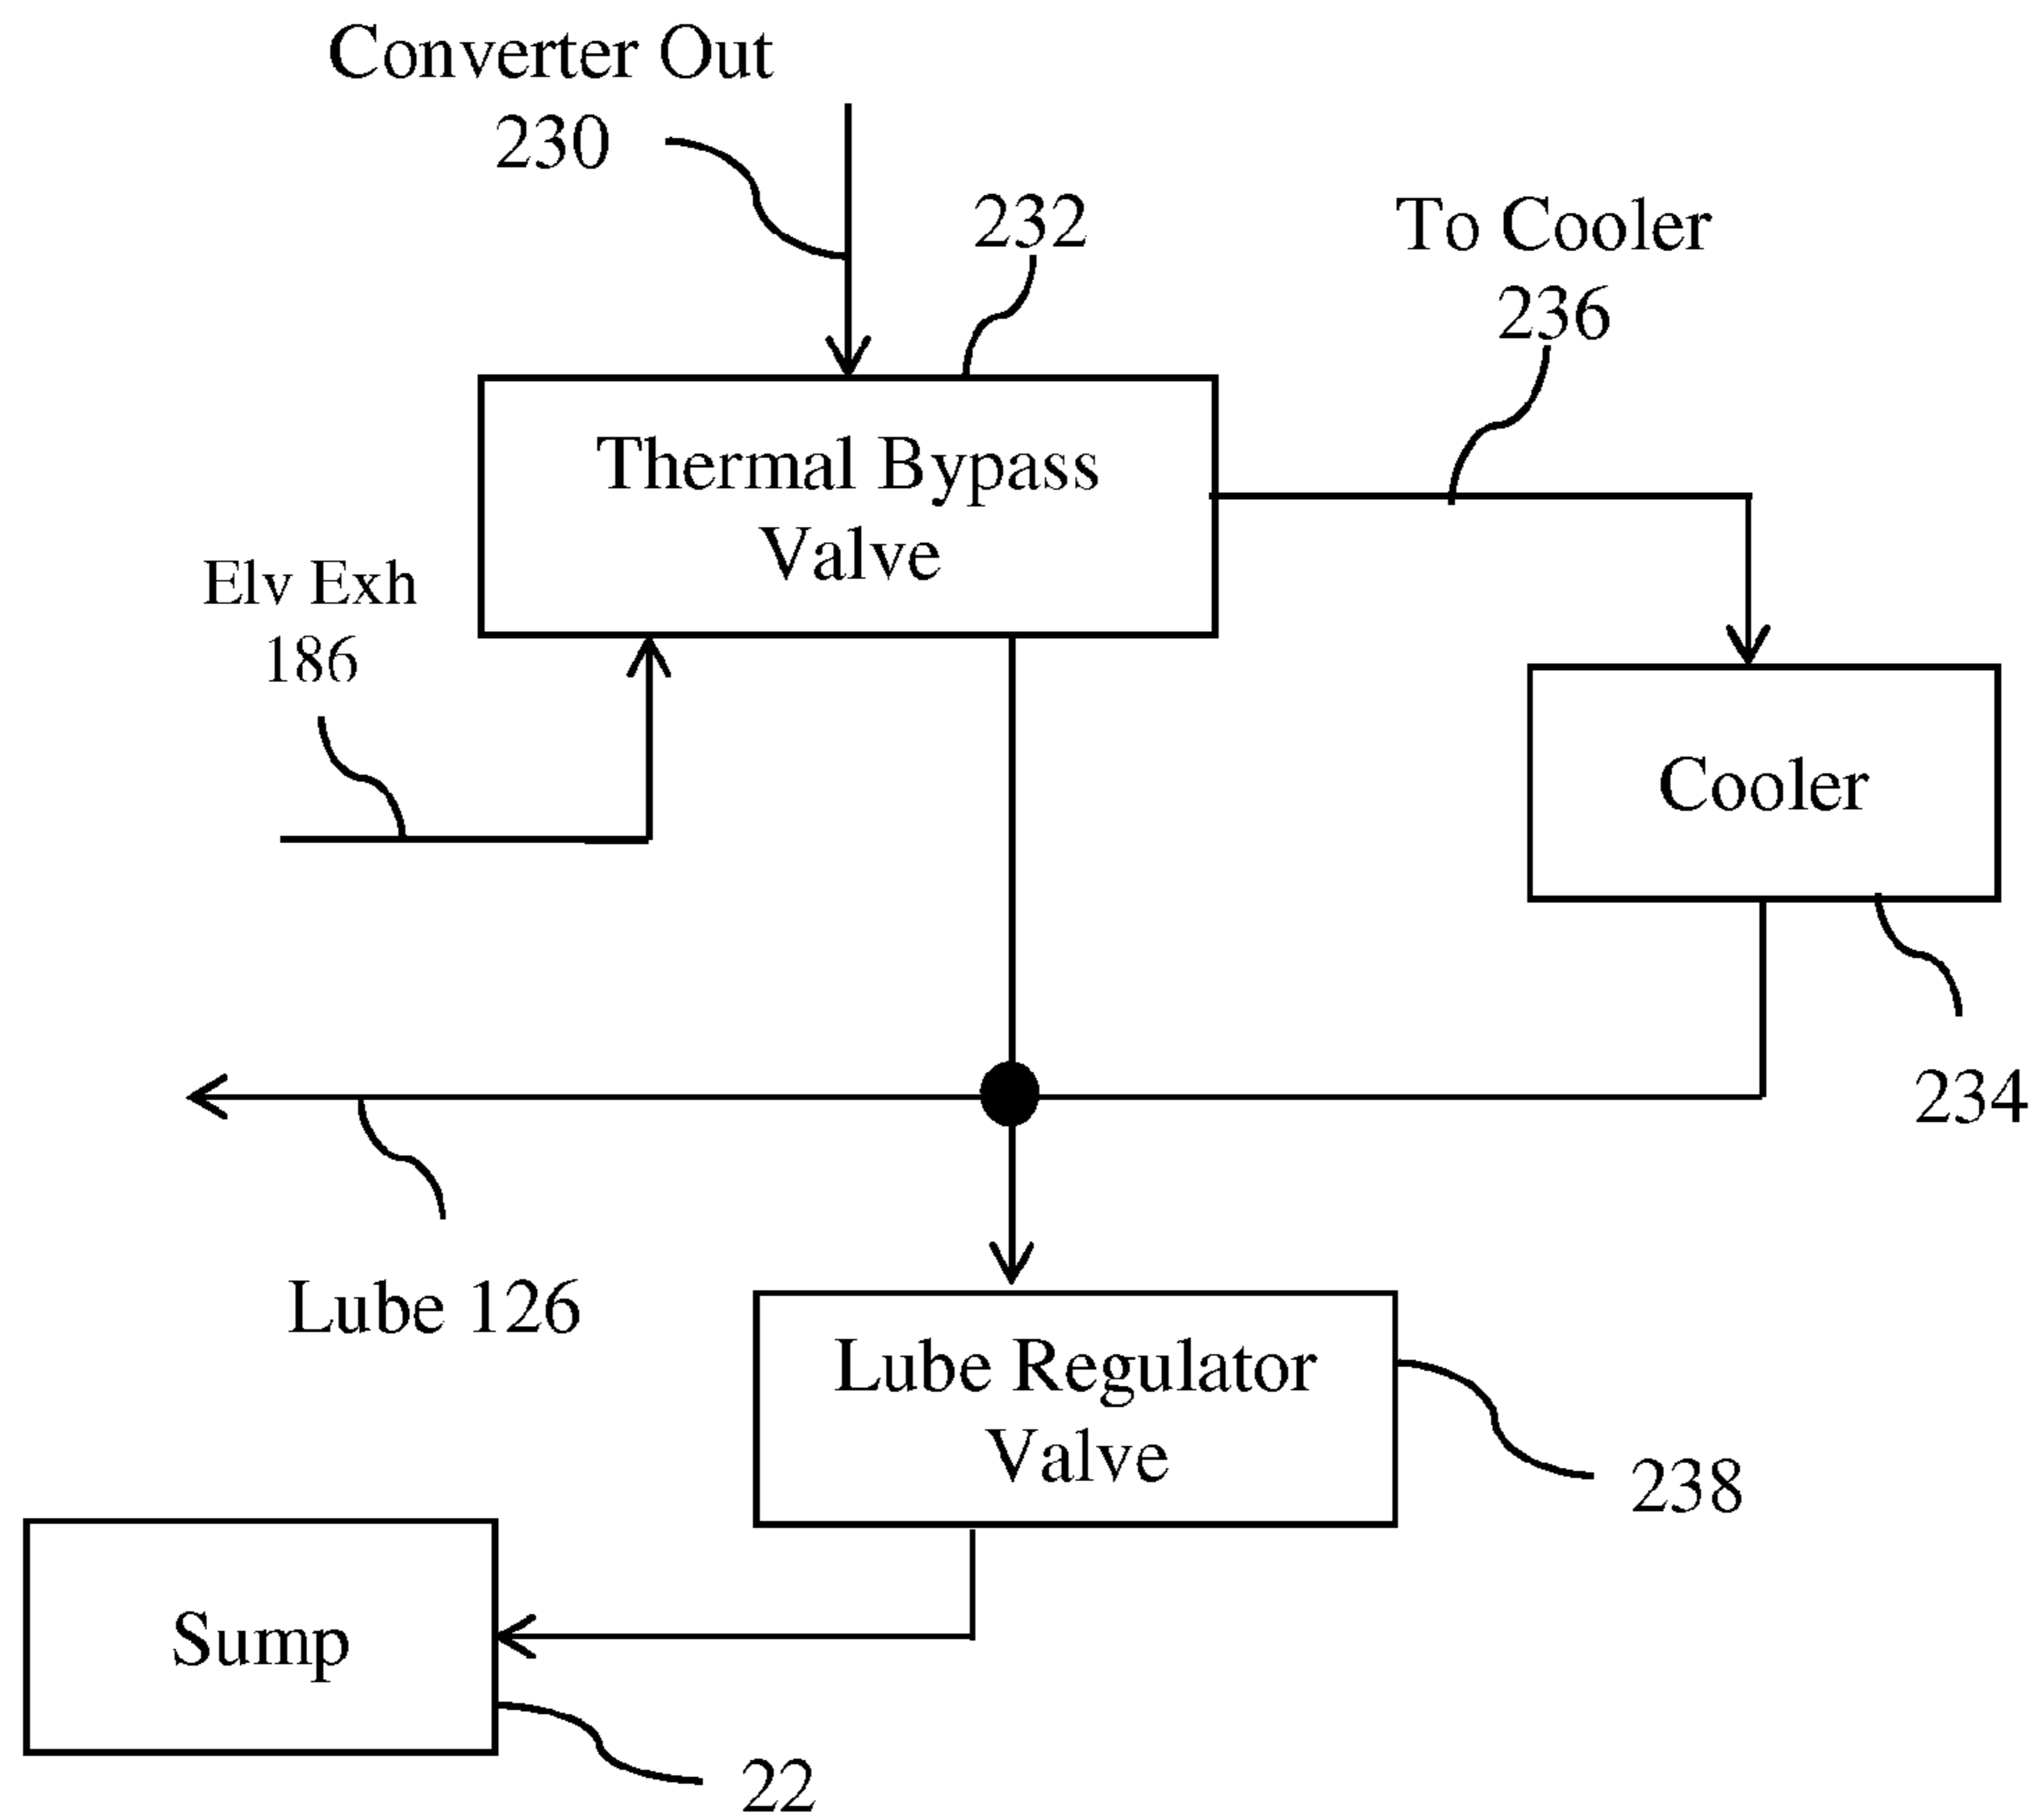 Converter Out
230
232
To Cooler
236
Thermal Bypass
Valve
Elv Exh
186
Cooler
234
Lube 126
Lube Regulator
Valve
238
Sump
22